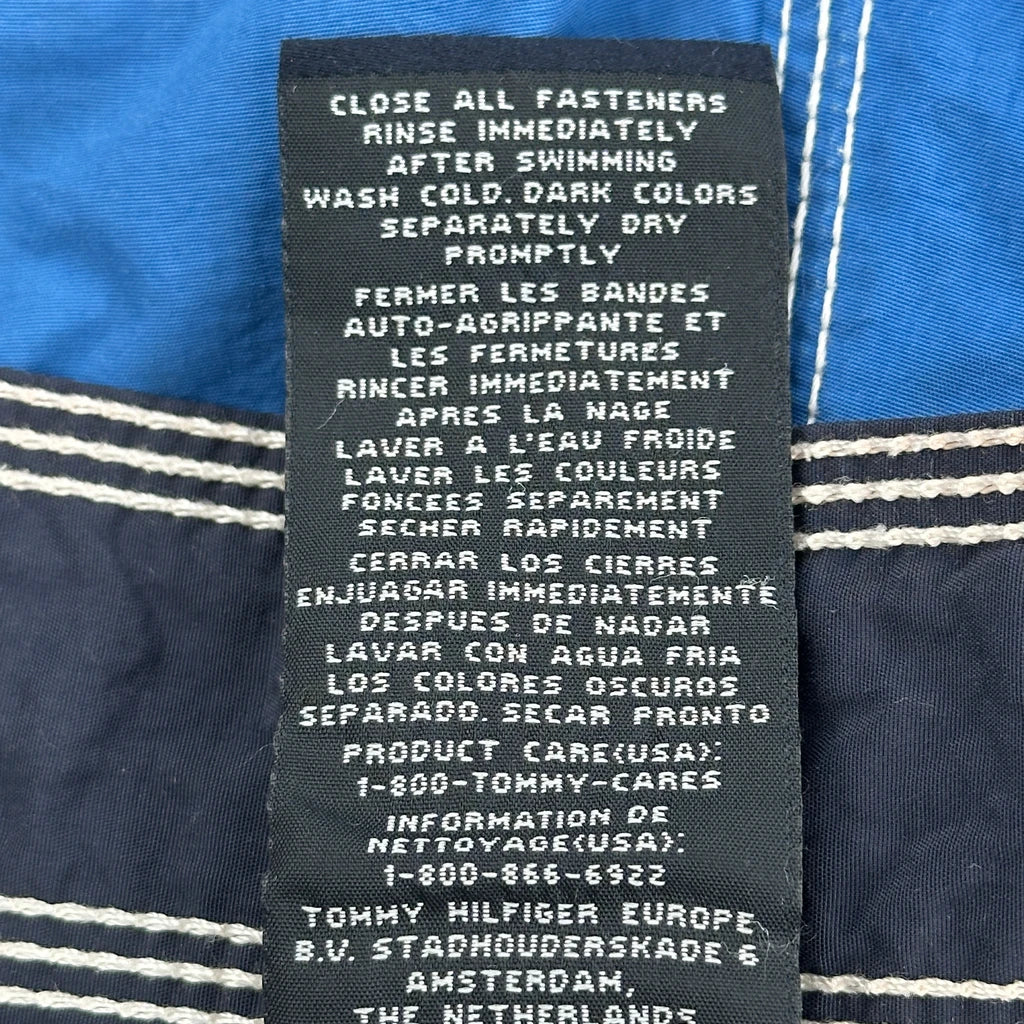 CLOSE ALL FASTENERS
RINSE IMMEDIATELY
AFTER SWIMMING
WASH COLD. DARK COLORS
SEPARATELY DRY
PROMPTLY
FERMER LES BANDES
AUTO-AGRIPPANTE ET
LES FERMETURES
RINCER IMMEDIATEMENT
APRES LA NAGE
LAVER A L'EAU FROIDE
LAVER LES COULEURS
FONCEES SEPAREMENT
SECHER RAPIDEMENT
CERRAR LOS CIERRES
ENJUAGAR IMMEDIATEMENTE
DESPUES DE NADAR
LAVAR CON AGUA FRIA
LOS COLORES OSCUROS
SEPARADO. SECAR PRONTO
PRODUCT CARE(USA):
1-800-TOMMY-CARES
INFORMATION DE
NETTOYAGE(USA):
1-800-866-6922
TOMMY HILFIGER EUROPE
B.V. STADHOUDERSKADE 6
AMSTERDAM,
THE NETHERLANDS